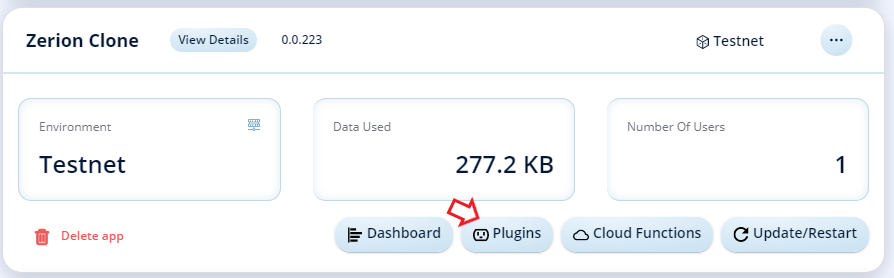 Zerion Clone View Details 0.0.223 Testnet ...
Environment Data Used Number Of Users
Testnet 277.2 KB 1
Delete app Dashboard Plugins Cloud Functions Update/Restart